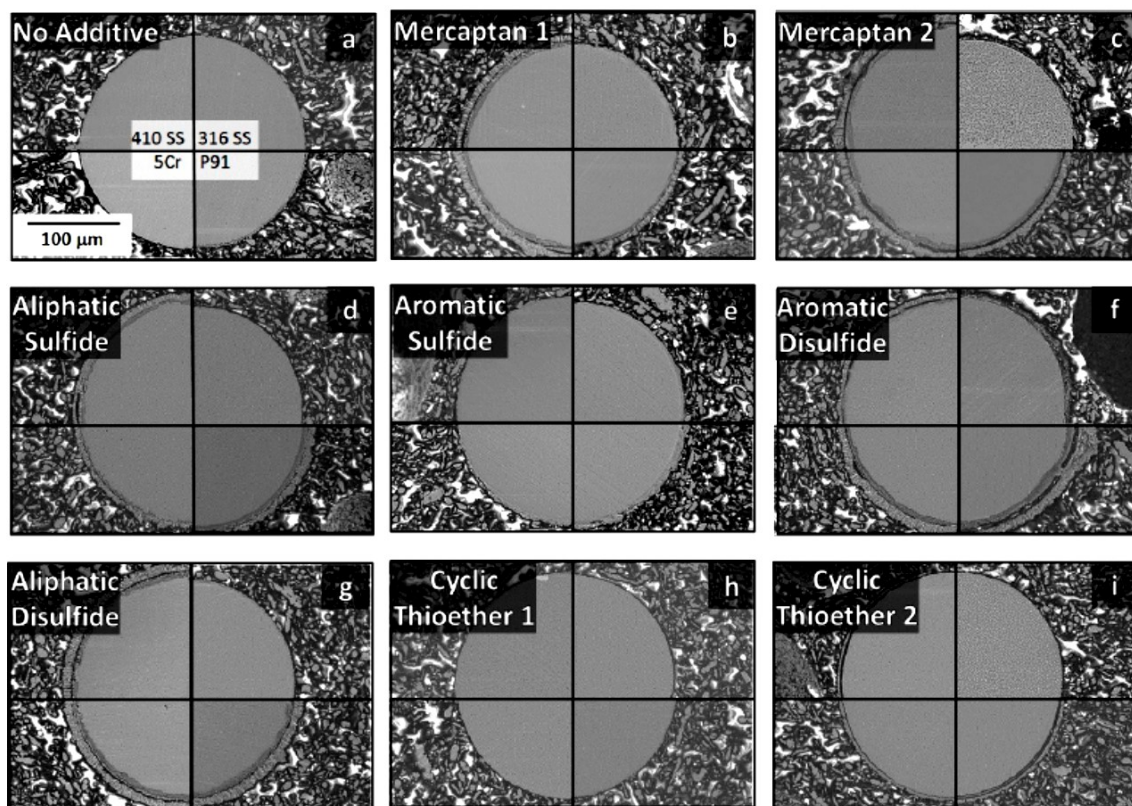 No Additive
a
410 SS
316 SS
5Cr
P91
100 µm
Mercaptan 1
b
Mercaptan 2
c
Aliphatic
Sulfide
d
Aromatic
Sulfide
e
Aromatic
Disulfide
f
Aliphatic
Disulfide
g
Cyclic
Thioether 1
h
Cyclic
Thioether 2
i